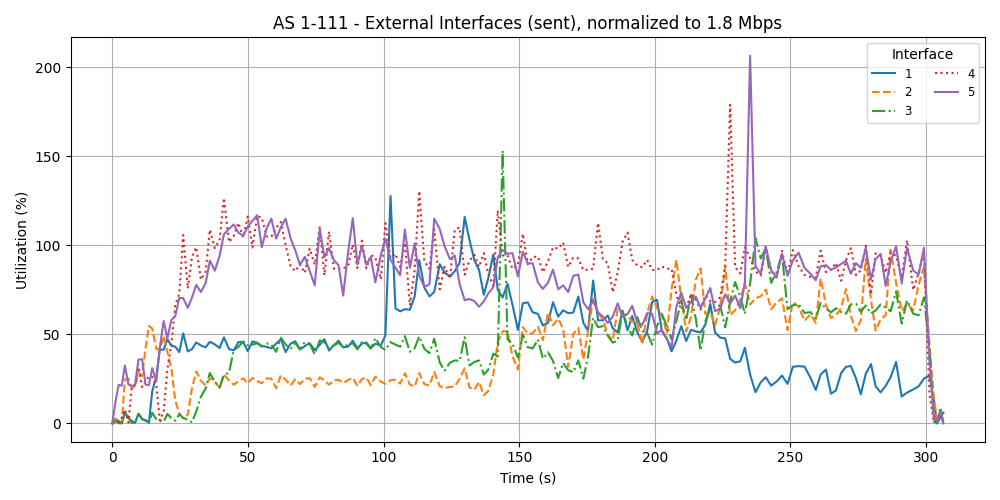 AS 1-111 - External Interfaces (sent), normalized to 1.8 Mbps
Interface
1 4
2 5
3
Utilization (%)
200
150
100
50
0
0 50 100 150 200 250 300
Time (s)